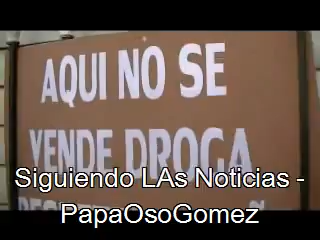 AQUI NO SE
VENDE DROGA
Siguiendo LAs Noticias -
PapaOsoGomez